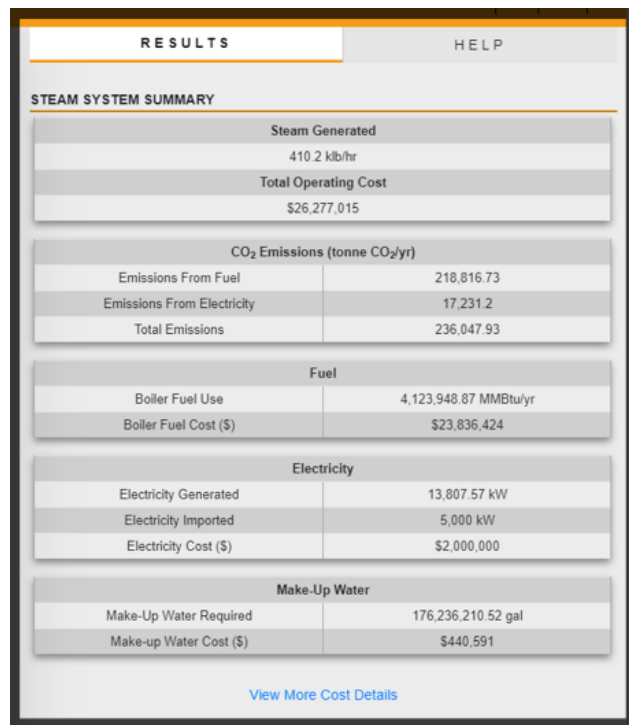 RESULTS HELP
STEAM SYSTEM SUMMARY
Steam Generated
410.2 klb/hr
Total Operating Cost
$26,277,015
CO₂ Emissions (tonne CO₂/yr)
Emissions From Fuel 218,816.73
Emissions From Electricity 17,231.2
Total Emissions 236,047.93
Fuel
Boiler Fuel Use 4,123,948.87 MMBtu/yr
Boiler Fuel Cost ($) $23,836,424
Electricity
Electricity Generated 13,807.57 kW
Electricity Imported 5,000 kW
Electricity Cost ($) $2,000,000
Make-Up Water
Make-Up Water Required 176,236,210.52 gal
Make-up Water Cost ($) $440,591
View More Cost Details